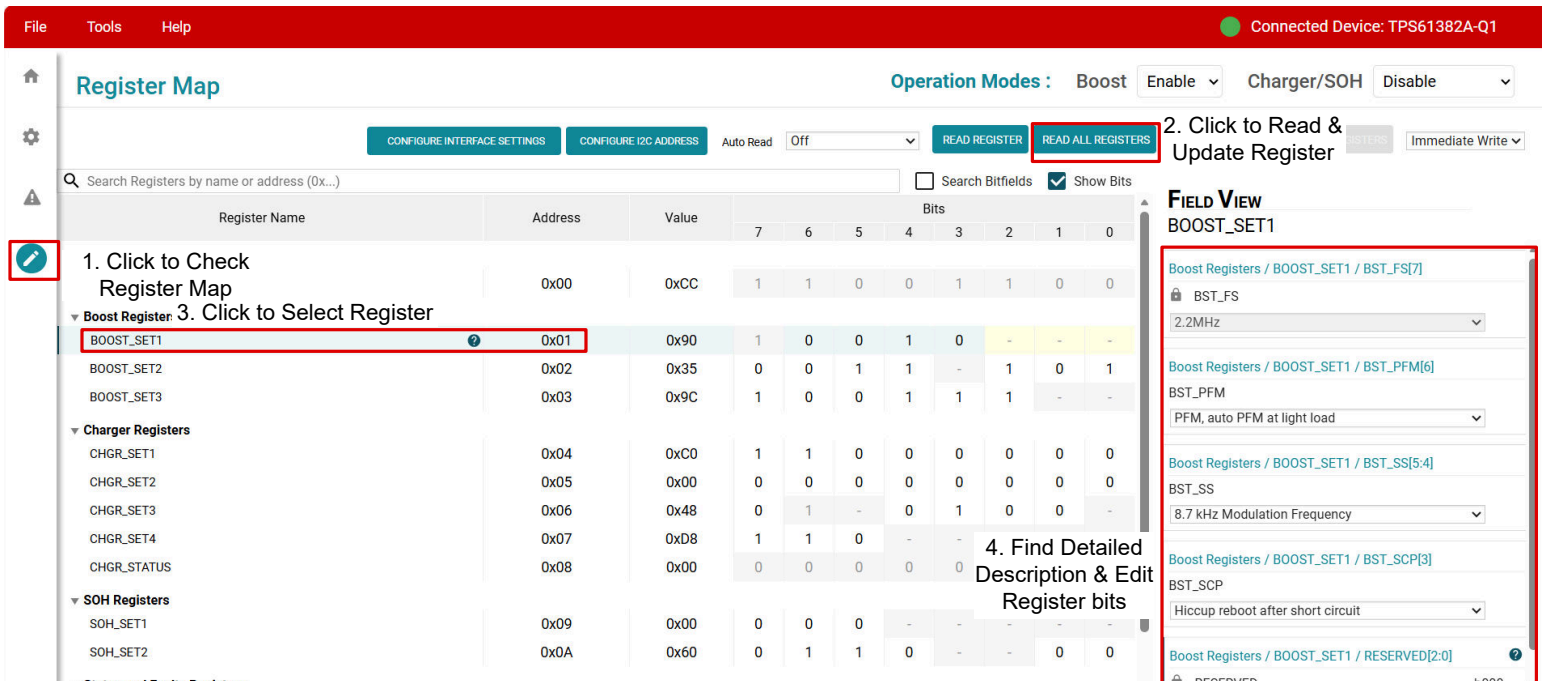 File Tools Help Connected Device: TPS61382A-Q1
Register Map Operation Modes : Boost Enable Charger/SOH Disable
CONFIGURE INTERFACE SETTINGS CONFIGURE I2C ADDRESS Auto Read Off READ REGISTER READ ALL REGISTERS Immediate Write
2. Click to Read &
Update Register
Search Registers by name or address (0x...) Search Bitfields Show Bits
Register Name Address Value Bits
7 6 5 4 3 2 1 0
1. Click to Check
Register Map
0x00 0xCC 1 1 0 0 1 1 0 0
Boost Register
3. Click to Select Register
BOOST_SET1 ? 0x01 0x90 1 0 0 1 0 - - -
BOOST_SET2 0x02 0x35 0 0 1 1 - 1 0 1
BOOST_SET3 0x03 0x9C 1 0 0 1 1 1 - -
Charger Registers
CHGR_SET1 0x04 0xC0 1 1 0 0 0 0 0 0
CHGR_SET2 0x05 0x00 0 0 0 0 0 0 0 0
CHGR_SET3 0x06 0x48 0 1 - 0 1 0 0 -
CHGR_SET4 0x07 0xD8 1 1 0 - -
CHGR_STATUS 0x08 0x00 0 0 0 0 0
SOH Registers
SOH_SET1 0x09 0x00 0 0 0 - - - - -
SOH_SET2 0x0A 0x60 0 1 1 0 - - 0 0
4. Find Detailed
Description & Edit
Register bits
FIELD VIEW
BOOST_SET1
Boost Registers / BOOST_SET1 / BST_FS[7]
BST_FS
2.2MHz
Boost Registers / BOOST_SET1 / BST_PFM[6]
BST_PFM
PFM, auto PFM at light load
Boost Registers / BOOST_SET1 / BST_SS[5:4]
BST_SS
8.7 kHz Modulation Frequency
Boost Registers / BOOST_SET1 / BST_SCP[3]
BST_SCP
Hiccup reboot after short circuit
Boost Registers / BOOST_SET1 / RESERVED[2:0] ?